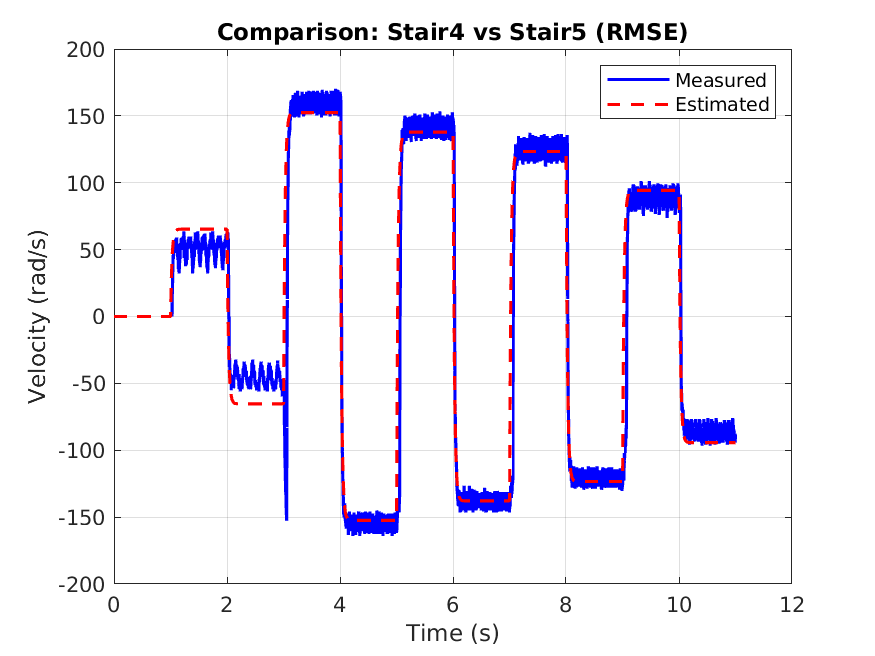 Comparison: Stair4 vs Stair5 (RMSE)
Measured
Estimated
Velocity (rad/s)
200
150
100
50
0
-50
-100
-150
-200
0 2 4 6 8 10 12
Time (s)